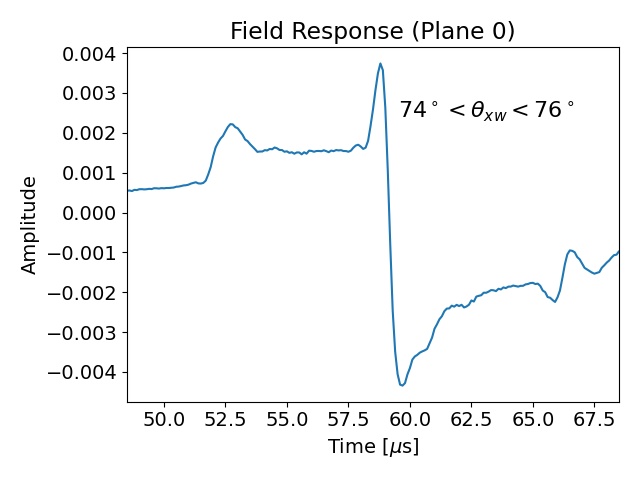 Field Response (Plane 0)
0.004
0.003
0.002
0.001
0.000
−0.001
−0.002
−0.003
−0.004
Amplitude
74° < θxw < 76°
50.0 52.5 55.0 57.5 60.0 62.5 65.0 67.5
Time [μs]